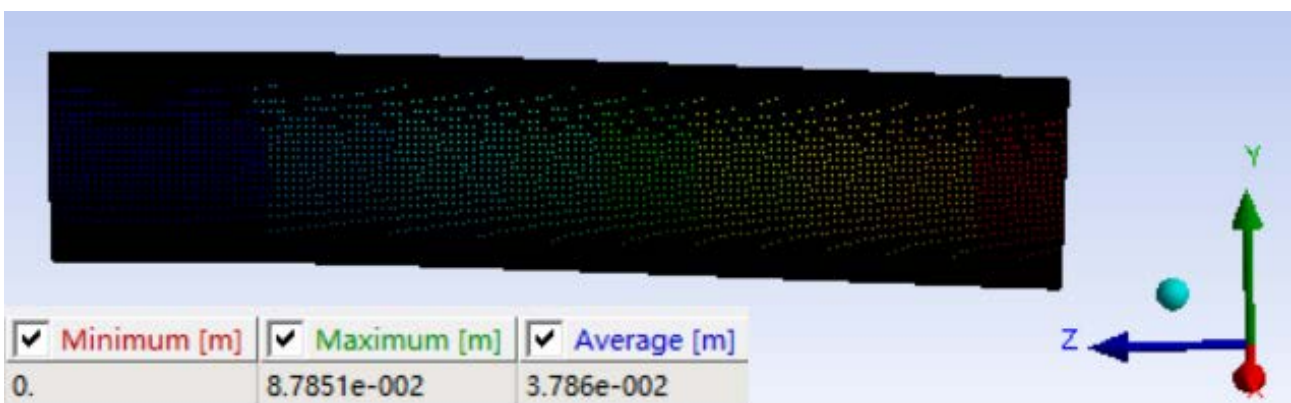 Y
Z
X
Minimum [m] Maximum [m] Average [m]
0. 8.7851e-002 3.786e-002